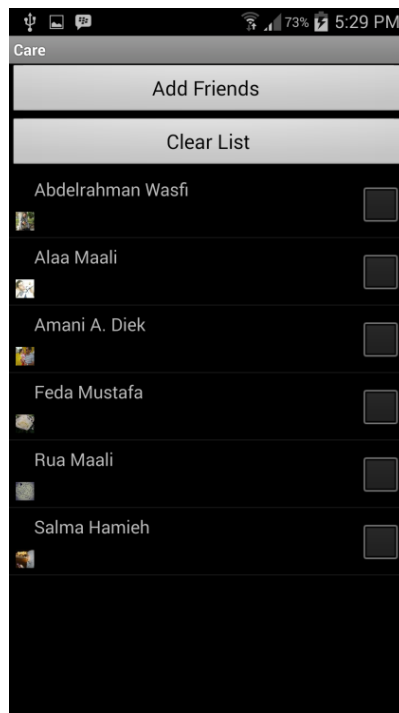 73% 5:29 PM
Care
Add Friends
Clear List
Abdelrahman Wasfi
Alaa Maali
Amani A. Diek
Feda Mustafa
Rua Maali
Salma Hamieh